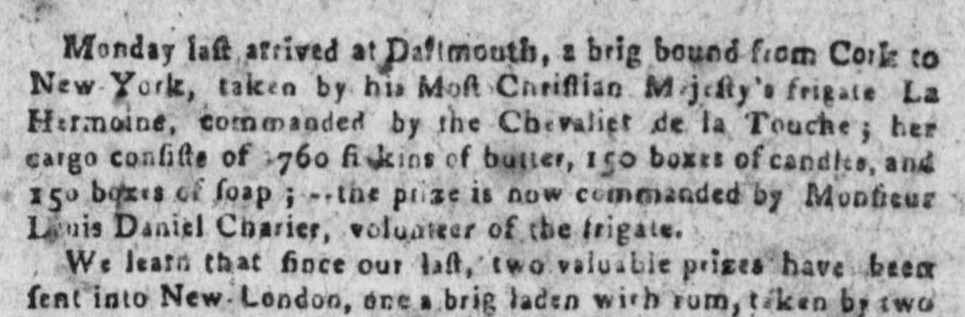 Monday laſt arrived at Dartmouth, a brig bound from Cork to
New-York, taken by his Moſt Chriſtian Majeſty's frigate La
Hermoine, commanded by the Chevalier de la Touche; her
cargo conſiſts of 760 firkins of butter, 150 boxes of candles, and
150 boxes of ſoap; --the prize is now commanded by Monſieur
Louis Daniel Charier, volunteer of the frigate.
We learn that ſince our laſt, two valuable prizes have been
ſent into New-London, one a brig laden with rum, taken by two